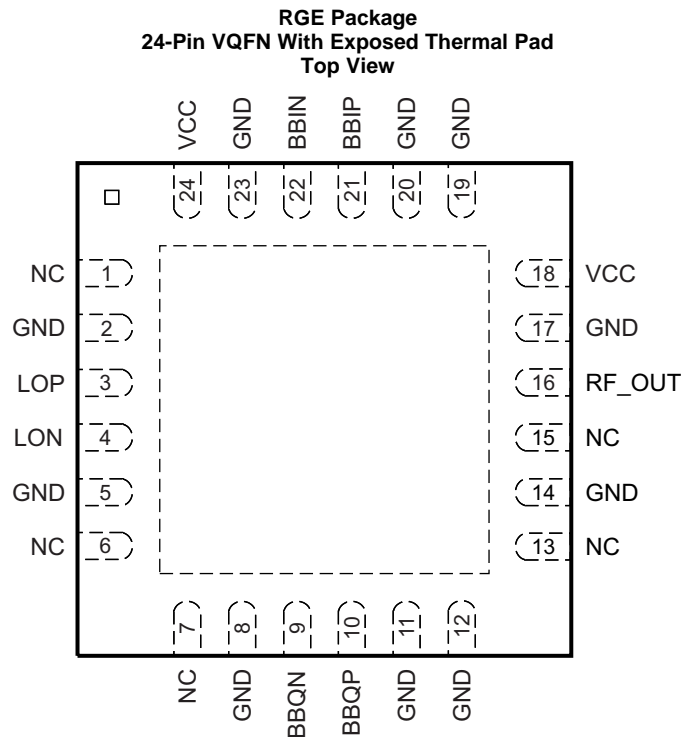 RGE Package
24-Pin VQFN With Exposed Thermal Pad
Top View
VCC GND BBIN BBIP GND GND
24 23 22 21 20 19
NC 1 18 VCC
GND 2 17 GND
LOP 3 16 RF_OUT
LON 4 15 NC
GND 5 14 GND
NC 6 13 NC
7 8 9 10 11 12
NC GND BBQN BBQP GND GND